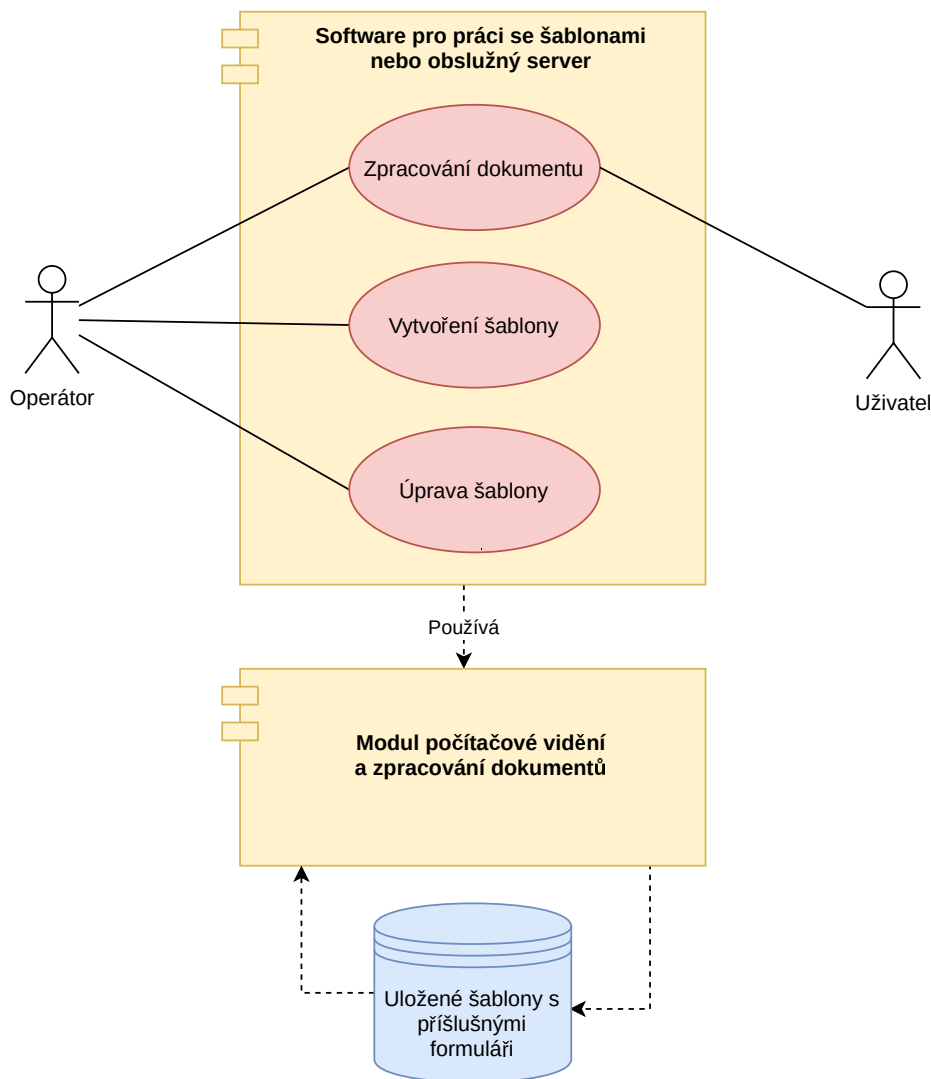 Software pro práci se šablonami
nebo obslužný server
Zpracování dokumentu
Vytvoření šablony
Operátor
Uživatel
Úprava šablony
Používá
Modul počítačové vidění
a zpracování dokumentů
Uložené šablony s
příšlušnými
formuláři